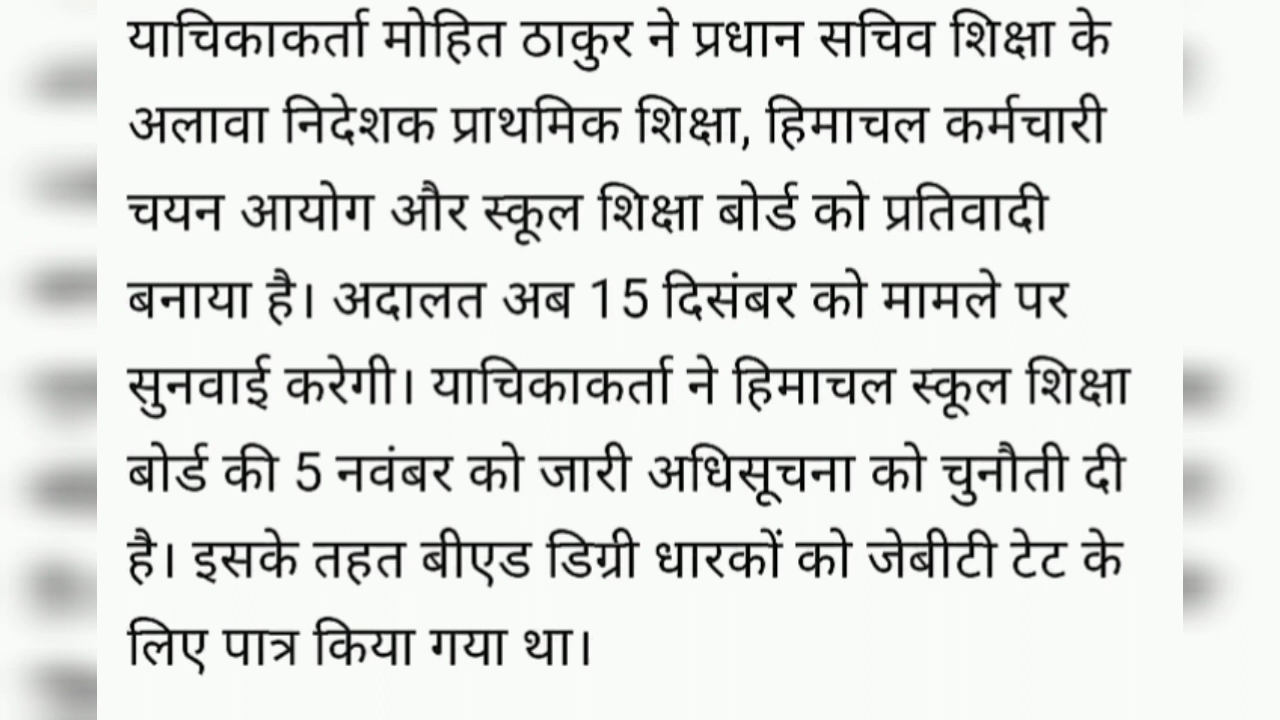 याचिकाकर्ता मोहित ठाकुर ने प्रधान सचिव शिक्षा के
अलावा निदेशक प्राथमिक शिक्षा, हिमाचल कर्मचारी
चयन आयोग और स्कूल शिक्षा बोर्ड को प्रतिवादी
बनाया है। अदालत अब 15 दिसंबर को मामले पर
सुनवाई करेगी। याचिकाकर्ता ने हिमाचल स्कूल शिक्षा
बोर्ड की 5 नवंबर को जारी अधिसूचना को चुनौती दी
है। इसके तहत बीएड डिग्री धारकों को जेबीटी टेट के
लिए पात्र किया गया था।